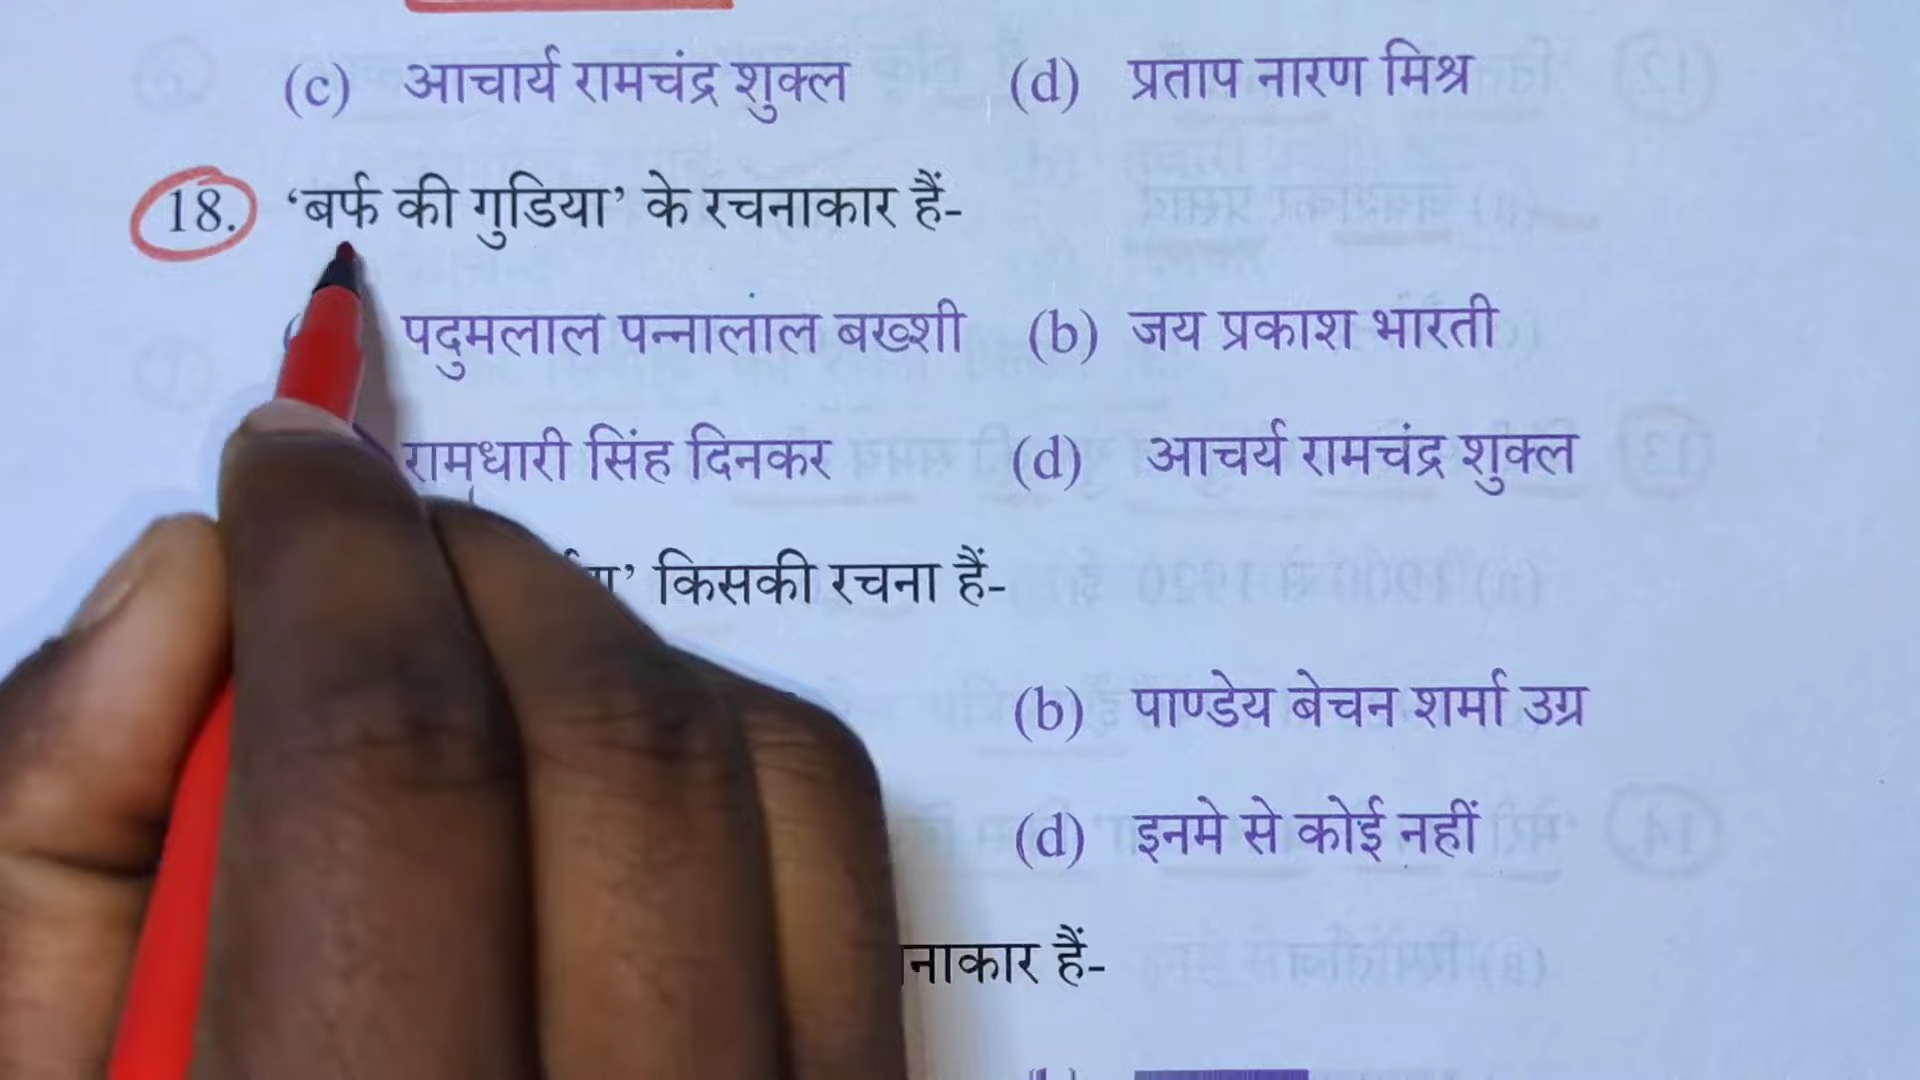 (c) आचार्य रामचंद्र शुक्ल (d) प्रताप नारण मिश्र
18. ‘बर्फ की गुडिया’ के रचनाकार हैं-
पदुमलाल पन्नालाल बख्शी (b) जय प्रकाश भारती
रामधारी सिंह दिनकर (d) आचर्य रामचंद्र शुक्ल
किसकी रचना हैं-
(b) पाण्डेय बेचन शर्मा उग्र
(d) इनमे से कोई नहीं
हैं-